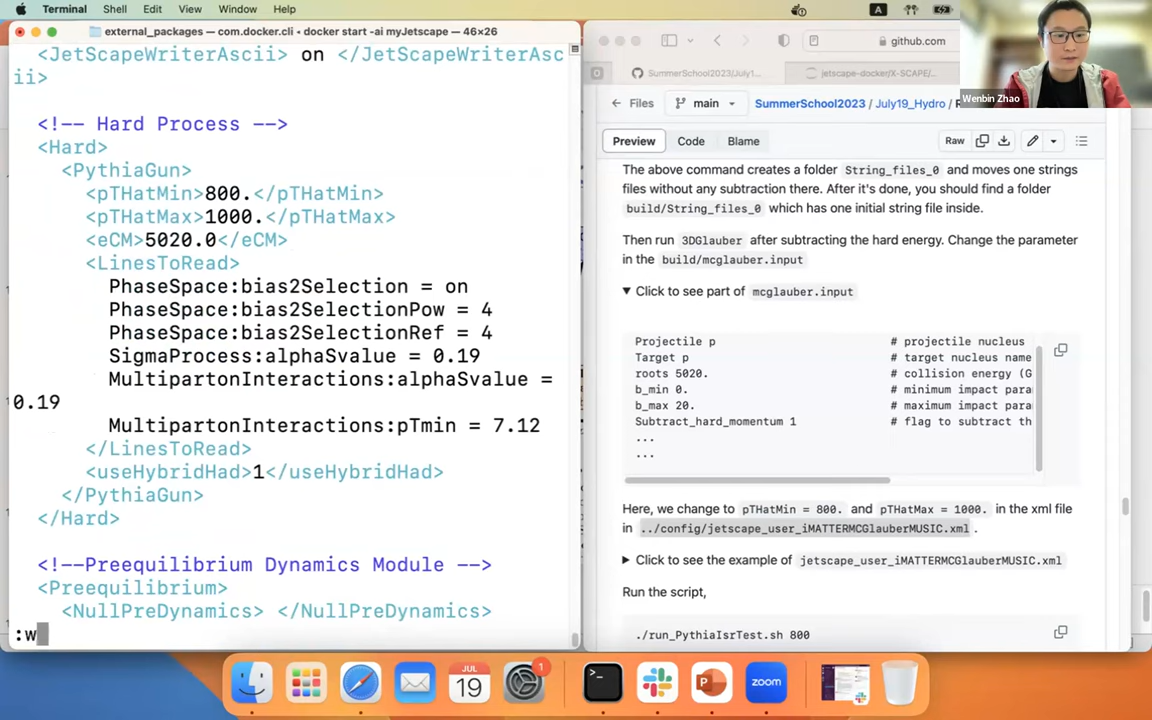 Terminal Shell Edit View Window Help
external_packages — com.docker.cli • docker start -ai myJetscape — 46×26
<JetScapeWriterAscii> on </JetScapeWriterAsc
ii>
<!-- Hard Process -->
<Hard>
<PythiaGun>
<pTHatMin>800.</pTHatMin>
<pTHatMax>1000.</pTHatMax>
<eCM>5020.0</eCM>
<LinesToRead>
PhaseSpace:bias2Selection = on
PhaseSpace:bias2SelectionPow = 4
PhaseSpace:bias2SelectionRef = 4
SigmaProcess:alphaSvalue = 0.19
MultipartonInteractions:alphaSvalue =
0.19
MultipartonInteractions:pTmin = 7.12
</LinesToRead>
<useHybridHad>1</useHybridHad>
</PythiaGun>
</Hard>
<!--Preequilibrium Dynamics Module -->
<Preequilibrium>
<NullPreDynamics> </NullPreDynamics>
:w
A
Wenbin Zhao
github.com
SummerSchool2023/July1...
jetscape-docker/X-SCAPE/...
Files main SummerSchool2023 / July19_Hydro /
Preview Code Blame Raw
The above command creates a folder String_files_0 and moves one strings
files without any subtraction there. After it's done, you should find a folder
build/String_files_0 which has one initial string file inside.
Then run 3DGlauber after subtracting the hard energy. Change the parameter
in the build/mcglauber.input
Click to see part of mcglauber.input
Projectile p # projectile nucleus
Target p # target nucleus name
roots 5020. # collision energy (G
b_min 0. # minimum impact para
b_max 20. # maximum impact para
Subtract_hard_momentum 1 # flag to subtract th
...
...
Here, we change to pTHatMin = 800. and pTHatMax = 1000. in the xml file
in ../config/jetscape_user_iMATTERMCGlauberMUSIC.xml .
Click to see the example of jetscape_user_iMATTERMCGlauberMUSIC.xml
Run the script,
./run_PythiaIsrTest.sh 800
JUL
19
1
zoom